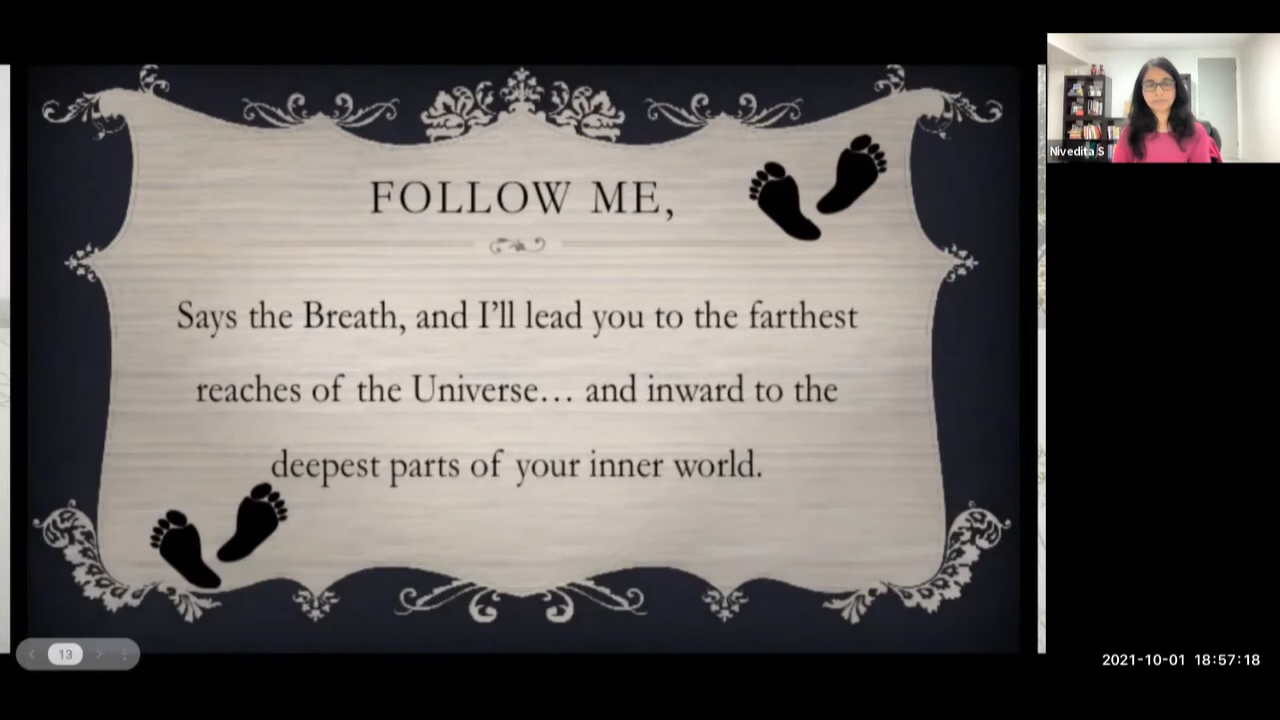 FOLLOW ME,
Says the Breath, and I'll lead you to the farthest
reaches of the Universe... and inward to the
deepest parts of your inner world.
Nivedita S
13
2021-10-01 18:57:18